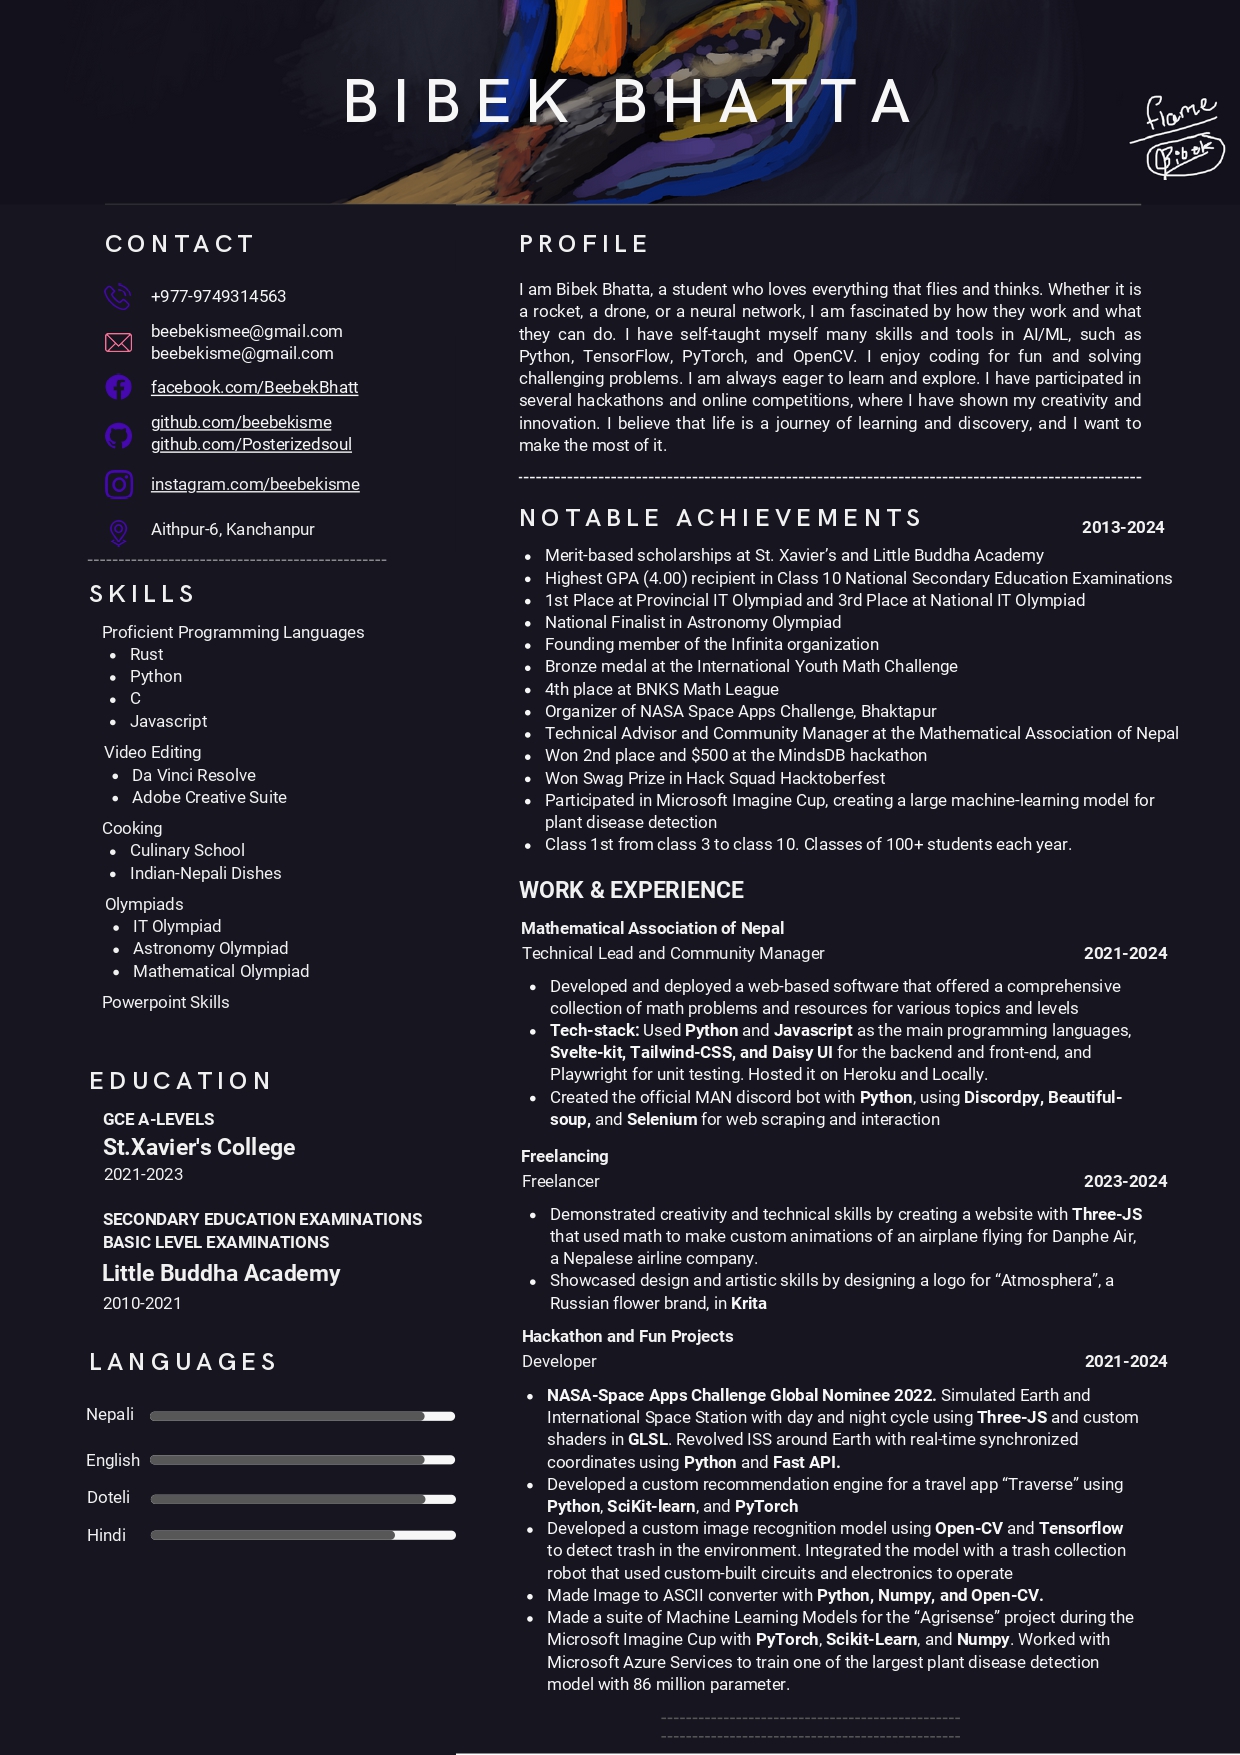 BIBEK BHATTA
flame
Bibek
CONTACT
+977-9749314563
beebekismee@gmail.com
beebekisme@gmail.com
facebook.com/BeebekBhatt
github.com/beebekisme
github.com/Posterizedsoul
instagram.com/beebekisme
Aithpur-6, Kanchanpur
SKILLS
Proficient Programming Languages
• Rust
• Python
• C
• Javascript
Video Editing
• Da Vinci Resolve
• Adobe Creative Suite
Cooking
• Culinary School
• Indian-Nepali Dishes
Olympiads
• IT Olympiad
• Astronomy Olympiad
• Mathematical Olympiad
Powerpoint Skills
EDUCATION
GCE A-LEVELS
St.Xavier's College
2021-2023
SECONDARY EDUCATION EXAMINATIONS
BASIC LEVEL EXAMINATIONS
Little Buddha Academy
2010-2021
LANGUAGES
Nepali
English
Doteli
Hindi
PROFILE
I am Bibek Bhatta, a student who loves everything that flies and thinks. Whether it is
a rocket, a drone, or a neural network, I am fascinated by how they work and what
they can do. I have self-taught myself many skills and tools in AI/ML, such as
Python, TensorFlow, PyTorch, and OpenCV. I enjoy coding for fun and solving
challenging problems. I am always eager to learn and explore. I have participated in
several hackathons and online competitions, where I have shown my creativity and
innovation. I believe that life is a journey of learning and discovery, and I want to
make the most of it.
NOTABLE ACHIEVEMENTS
2013-2024
• Merit-based scholarships at St. Xavier’s and Little Buddha Academy
• Highest GPA (4.00) recipient in Class 10 National Secondary Education Examinations
• 1st Place at Provincial IT Olympiad and 3rd Place at National IT Olympiad
• National Finalist in Astronomy Olympiad
• Founding member of the Infinita organization
• Bronze medal at the International Youth Math Challenge
• 4th place at BNKS Math League
• Organizer of NASA Space Apps Challenge, Bhaktapur
• Technical Advisor and Community Manager at the Mathematical Association of Nepal
• Won 2nd place and $500 at the MindsDB hackathon
• Won Swag Prize in Hack Squad Hacktoberfest
• Participated in Microsoft Imagine Cup, creating a large machine-learning model for
plant disease detection
• Class 1st from class 3 to class 10. Classes of 100+ students each year.
WORK & EXPERIENCE
Mathematical Association of Nepal
Technical Lead and Community Manager
2021-2024
• Developed and deployed a web-based software that offered a comprehensive
collection of math problems and resources for various topics and levels
• Tech-stack: Used Python and Javascript as the main programming languages,
Svelte-kit, Tailwind-CSS, and Daisy UI for the backend and front-end, and
Playwright for unit testing. Hosted it on Heroku and Locally.
• Created the official MAN discord bot with Python, using Discordpy, Beautiful-
soup, and Selenium for web scraping and interaction
Freelancing
Freelancer
2023-2024
• Demonstrated creativity and technical skills by creating a website with Three-JS
that used math to make custom animations of an airplane flying for Danphe Air,
a Nepalese airline company.
• Showcased design and artistic skills by designing a logo for “Atmosphera”, a
Russian flower brand, in Krita
Hackathon and Fun Projects
Developer
2021-2024
• NASA-Space Apps Challenge Global Nominee 2022. Simulated Earth and
International Space Station with day and night cycle using Three-JS and custom
shaders in GLSL. Revolved ISS around Earth with real-time synchronized
coordinates using Python and Fast API.
• Developed a custom recommendation engine for a travel app “Traverse” using
Python, SciKit-learn, and PyTorch
• Developed a custom image recognition model using Open-CV and Tensorflow
to detect trash in the environment. Integrated the model with a trash collection
robot that used custom-built circuits and electronics to operate
• Made Image to ASCII converter with Python, Numpy, and Open-CV.
• Made a suite of Machine Learning Models for the “Agrisense” project during the
Microsoft Imagine Cup with PyTorch, Scikit-Learn, and Numpy. Worked with
Microsoft Azure Services to train one of the largest plant disease detection
model with 86 million parameter.